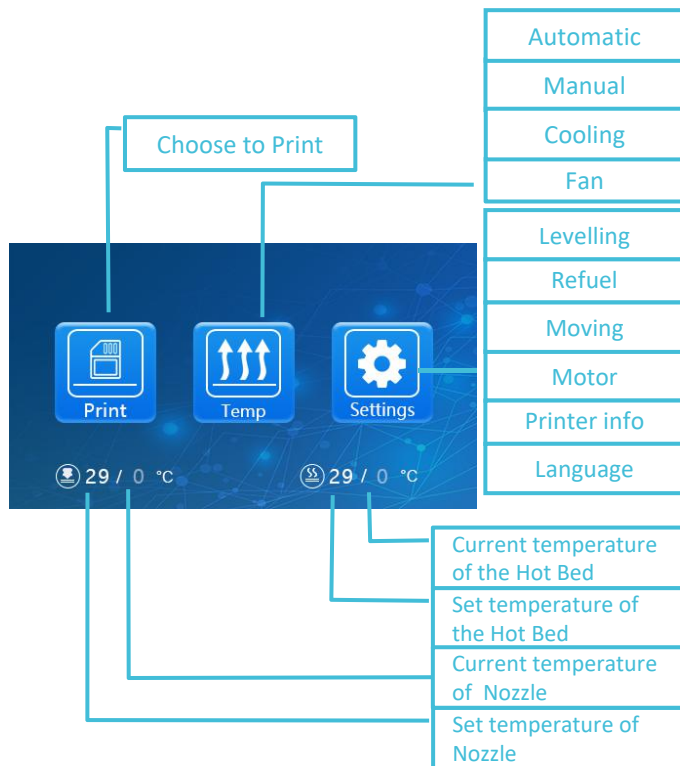 Automatic
Manual
Choose to Print
Cooling
Fan
Levelling
Refuel
Moving
Motor
Printer info
Language
Print
Temp
Settings
29 / 0 °C
29 / 0 °C
Current temperature
of the Hot Bed
Set temperature of
the Hot Bed
Current temperature
of Nozzle
Set temperature of
Nozzle